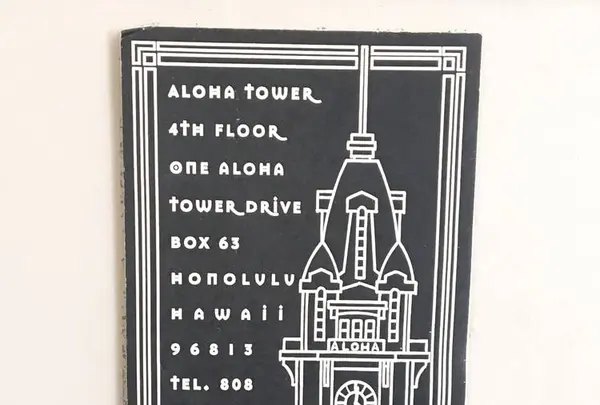 ALOHA TOWER
4TH FLOOR
ONE ALOHA
TOWER DRIVE
BOX 63
HONOLULU
HAWAII
96813
TEL. 808
ALOHA